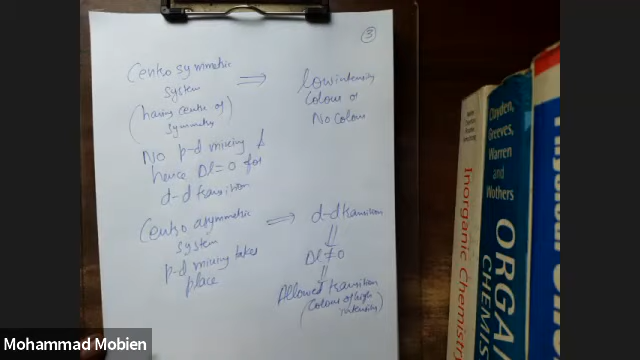 3
Centro symmetric
system
(having centre of
symmetry)
⇒ low intensity
Colour or
No Colour
No p-d mixing &
hence Δl = 0 for
d-d transition
Centro asymmetric
system
p-d mixing takes
place
⇒ d-d transition
Δl ≠ 0
Allowed transition
(Colour of high
intensity)
Inorganic Chemistry
Clayden,
Greeves,
Warren
and
Wothers
ORGA
CHEMIS
Mohammad Mobien